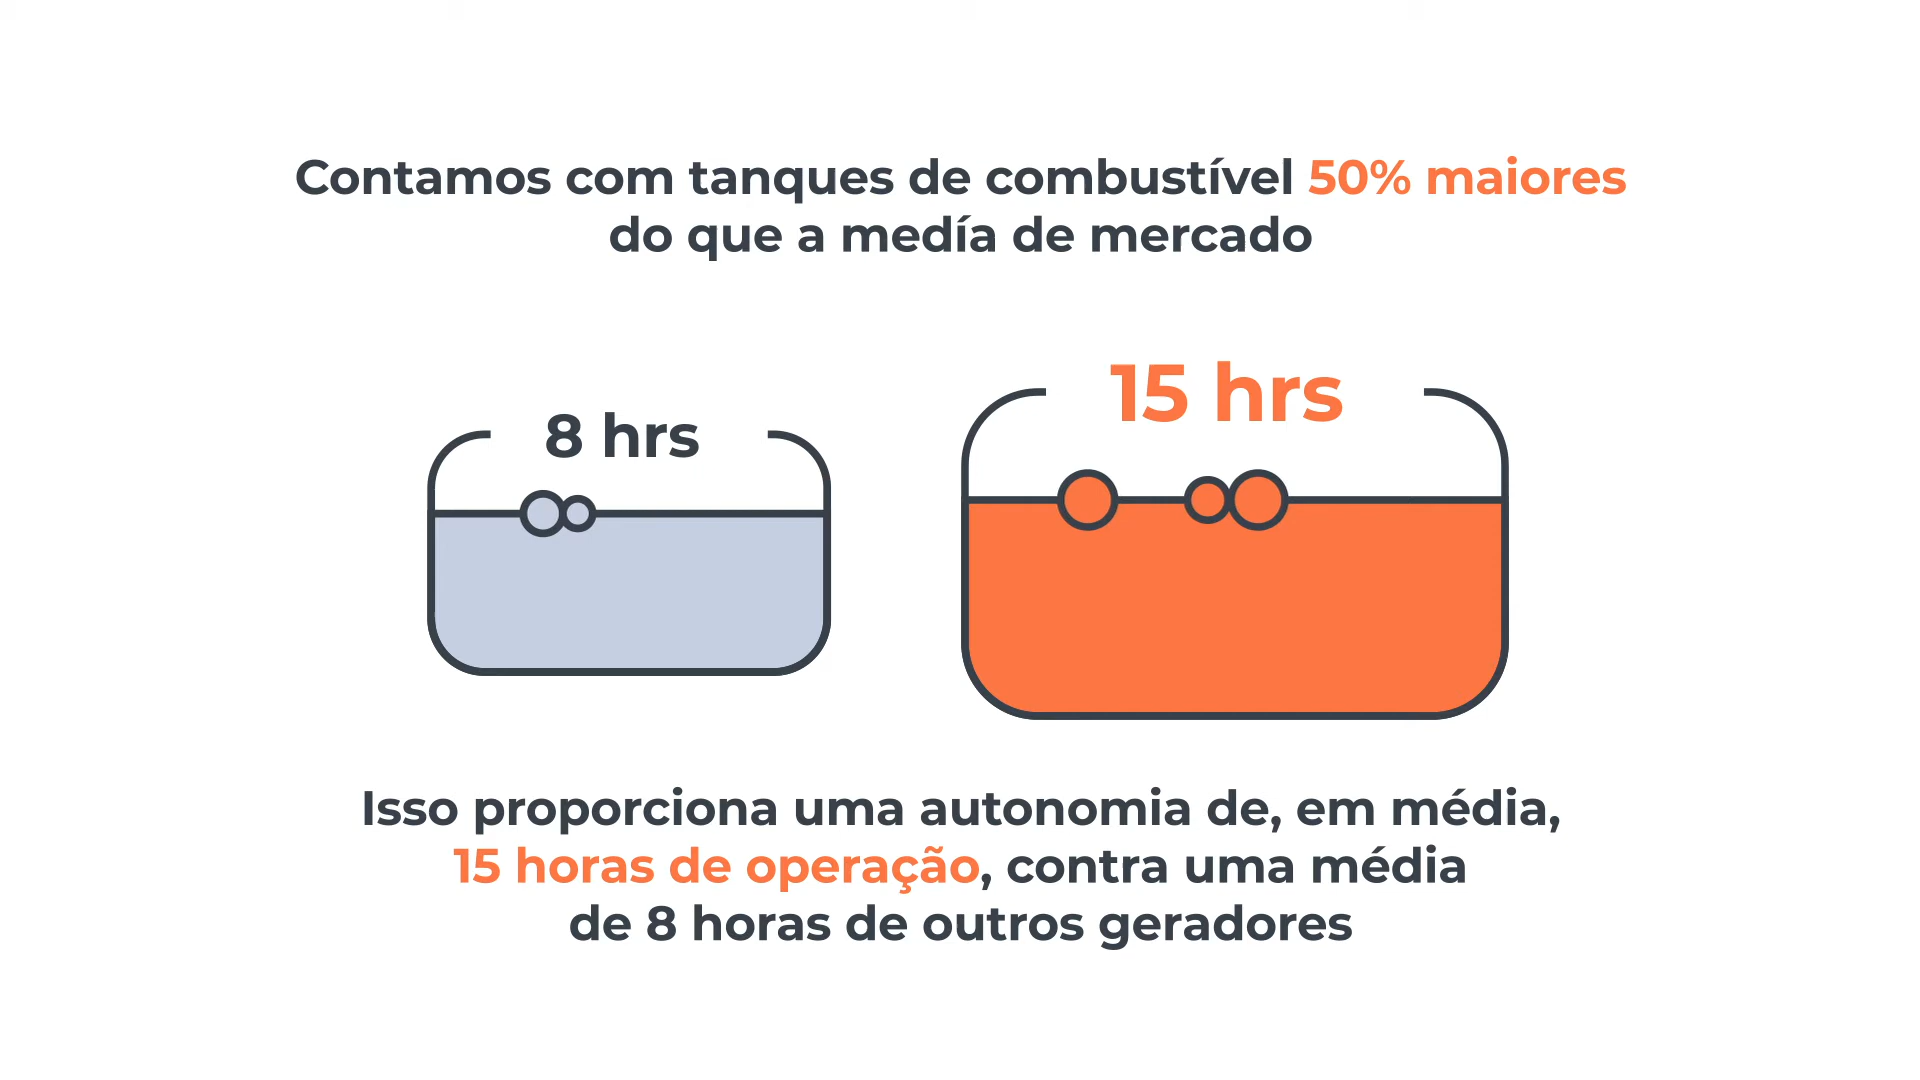 Contamos com tanques de combustível 50% maiores
do que a medía de mercado
8 hrs
15 hrs
Isso proporciona uma autonomia de, em média,
15 horas de operação, contra uma média
de 8 horas de outros geradores